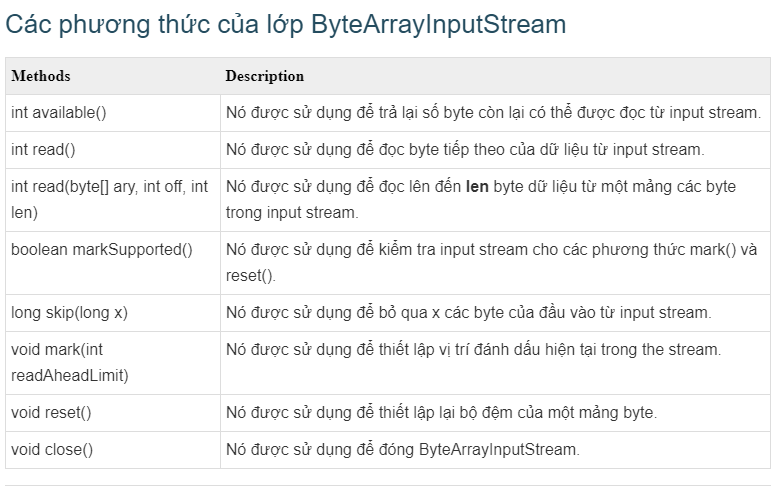 Các phương thức của lớp ByteArrayInputStream
Methods Description
int available() Nó được sử dụng để trả lại số byte còn lại có thể được đọc từ input stream.
int read() Nó được sử dụng để đọc byte tiếp theo của dữ liệu từ input stream.
int read(byte[] ary, int off, int Nó được sử dụng để đọc lên đến len byte dữ liệu từ một mảng các byte
len) trong input stream.
boolean markSupported() Nó được sử dụng để kiểm tra input stream cho các phương thức mark() và
reset().
long skip(long x) Nó được sử dụng để bỏ qua x các byte của đầu vào từ input stream.
void mark(int Nó được sử dụng để thiết lập vị trí đánh dấu hiện tại trong the stream.
readAheadLimit)
void reset() Nó được sử dụng để thiết lập lại bộ đệm của một mảng byte.
void close() Nó được sử dụng để đóng ByteArrayInputStream.